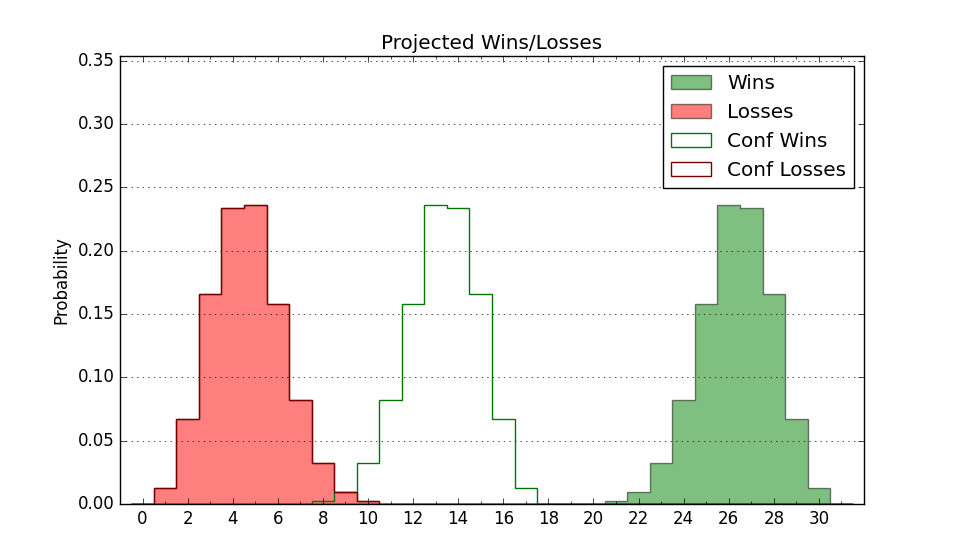 Projected Wins/Losses
0.35
0.30
0.25
0.20
0.15
0.10
0.05
0.00
Probability
Wins
Losses
Conf Wins
Conf Losses
0 2 4 6 8 10 12 14 16 18 20 22 24 26 28 30